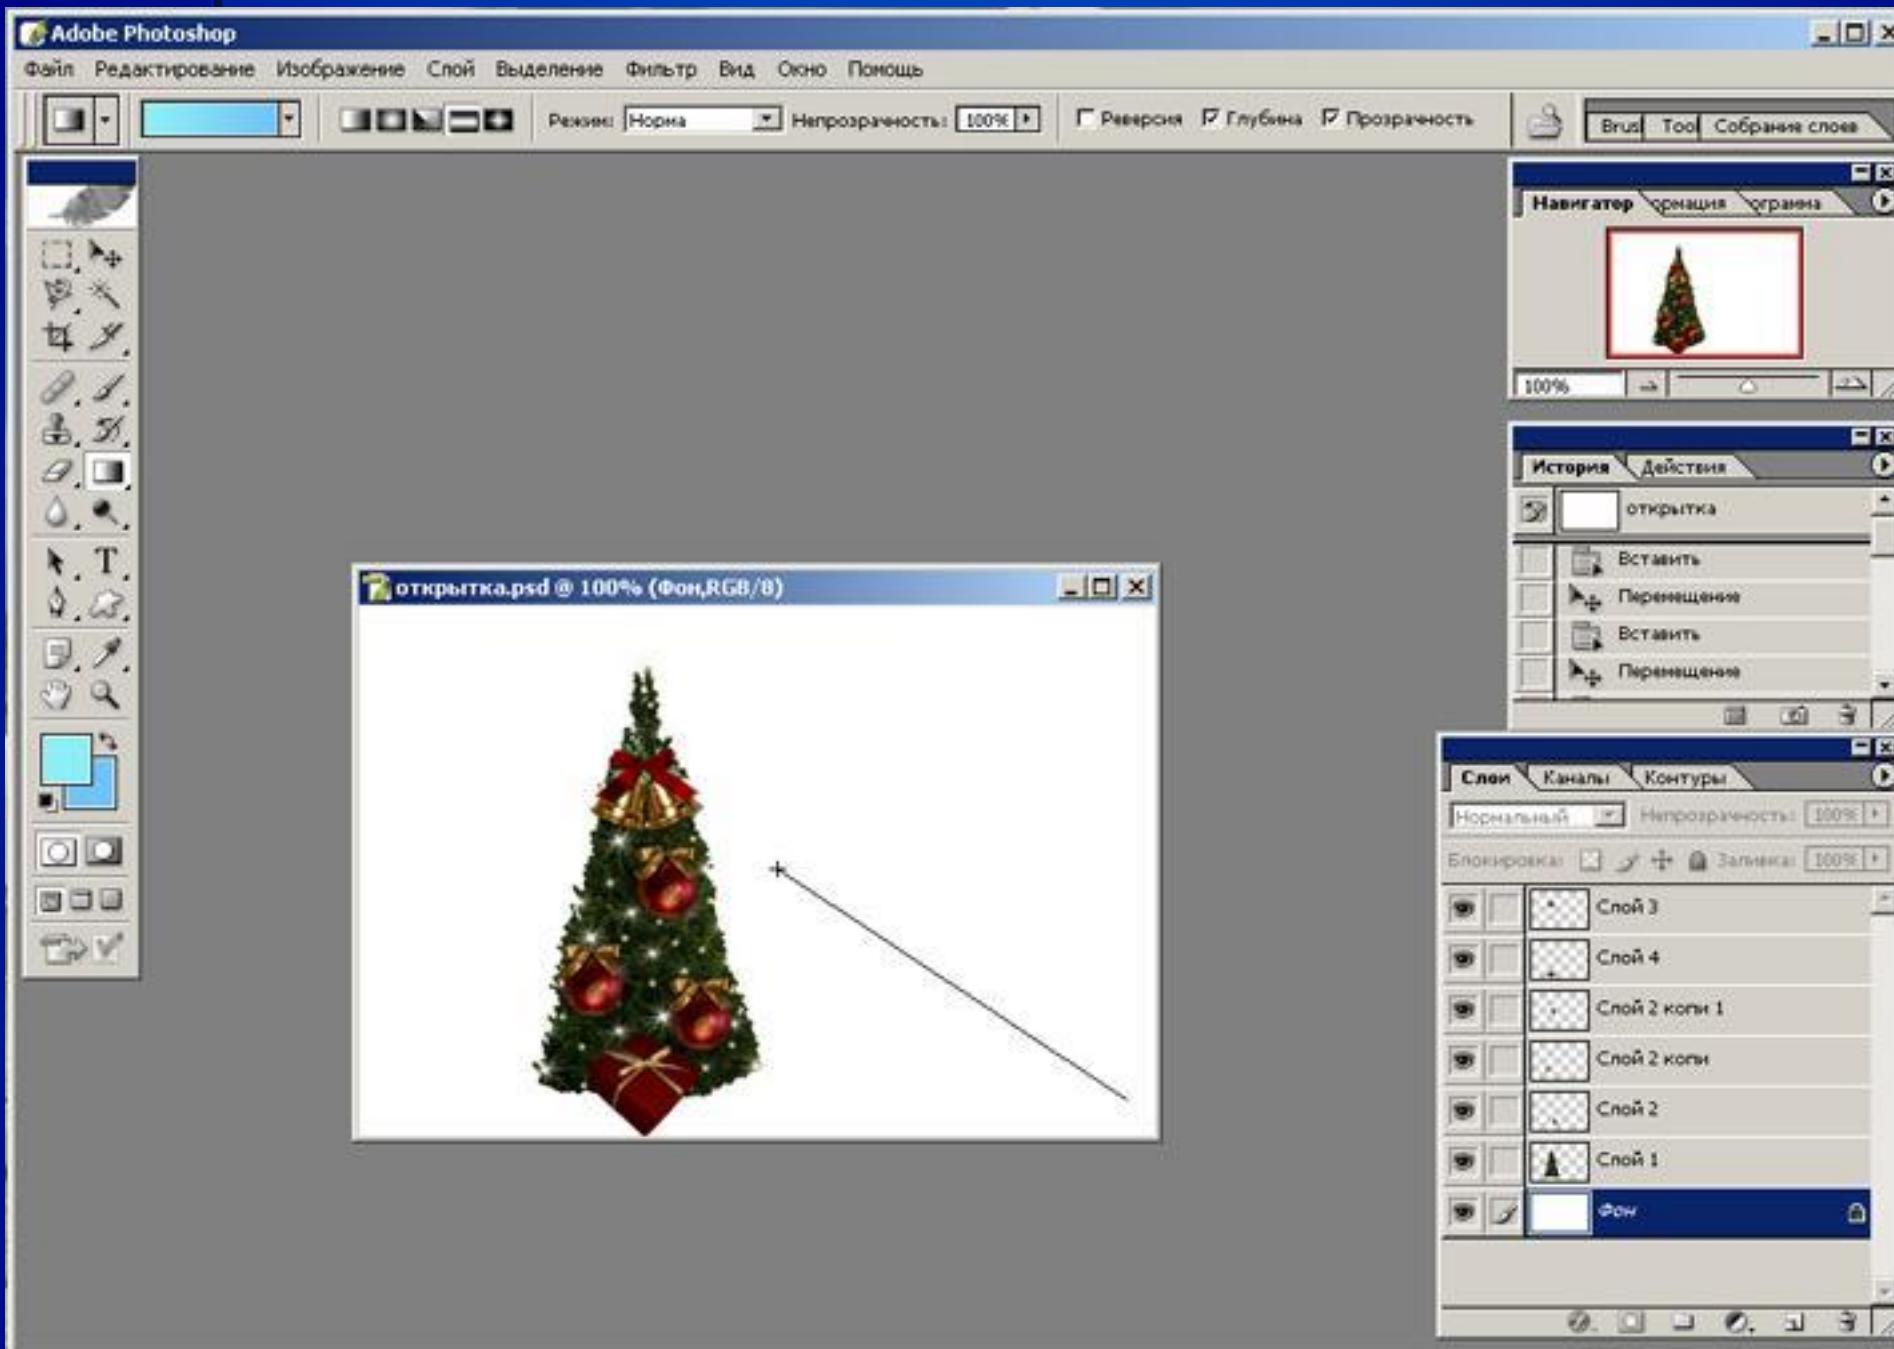 Adobe Photoshop
Файл Редактирование Изображение Слой Выделение Фильтр Вид Окно Помощь
Режим: Норма Непрозрачность: 100% Реверсия Глубина Прозрачность
Brus Tool Собрание слоев
Навигатор ормация ограмма
100%
История Действия
открытка
Вставить
Перемещение
Вставить
Перемещение
T
открытка.psd @ 100% (Фон,RGB/8)
Слои Каналы Контуры
Нормальный Непрозрачность: 100%
Блокировка: Заливка: 100%
Слой 3
Слой 4
Слой 2 копи 1
Слой 2 копи
Слой 2
Слой 1
Фон